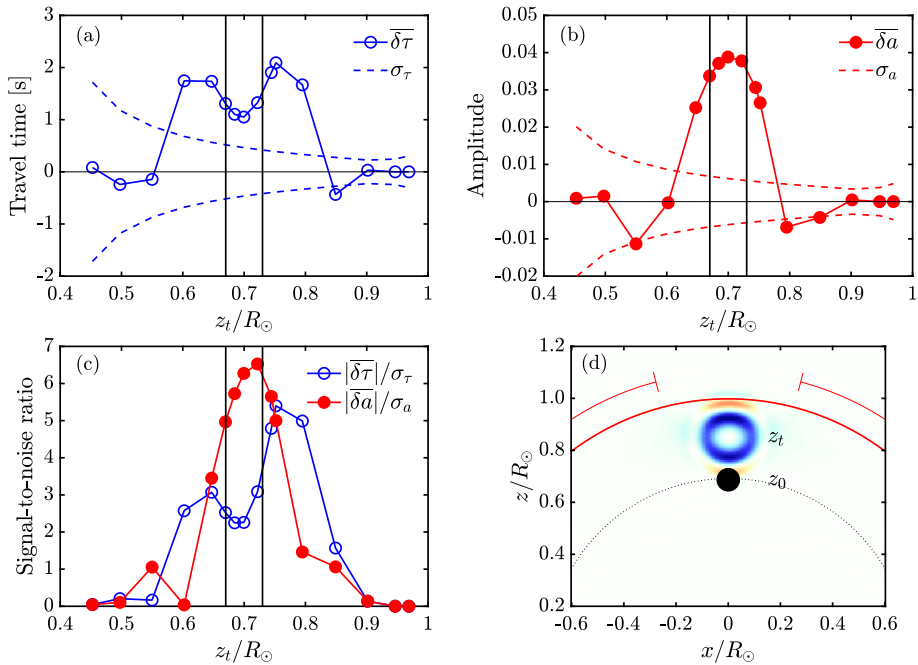 3
2
1
0
-1
-2
Travel time [s]
(a)
δτ̅
σ_τ
0.4 0.5 0.6 0.7 0.8 0.9 1
z_t/R_⊙
0.05
0.04
0.03
0.02
0.01
0
-0.01
-0.02
Amplitude
(b)
δa̅
σ_a
0.4 0.5 0.6 0.7 0.8 0.9 1
z_t/R_⊙
7
6
5
4
3
2
1
0
Signal-to-noise ratio
(c)
|δτ̅|/σ_τ
|δa̅|/σ_a
0.4 0.5 0.6 0.7 0.8 0.9 1
z_t/R_⊙
1.2
1.0
0.8
0.6
0.4
0.2
z/R_⊙
(d)
z_t
z_0
-0.6 -0.4 -0.2 0.0 0.2 0.4 0.6
x/R_⊙